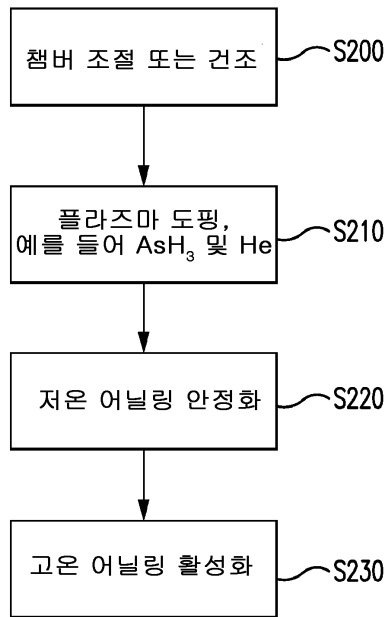 챔버 조절 또는 건조
S200
플라즈마 도핑,
예를 들어 AsH₃ 및 He
S210
저온 어닐링 안정화
S220
고온 어닐링 활성화
S230